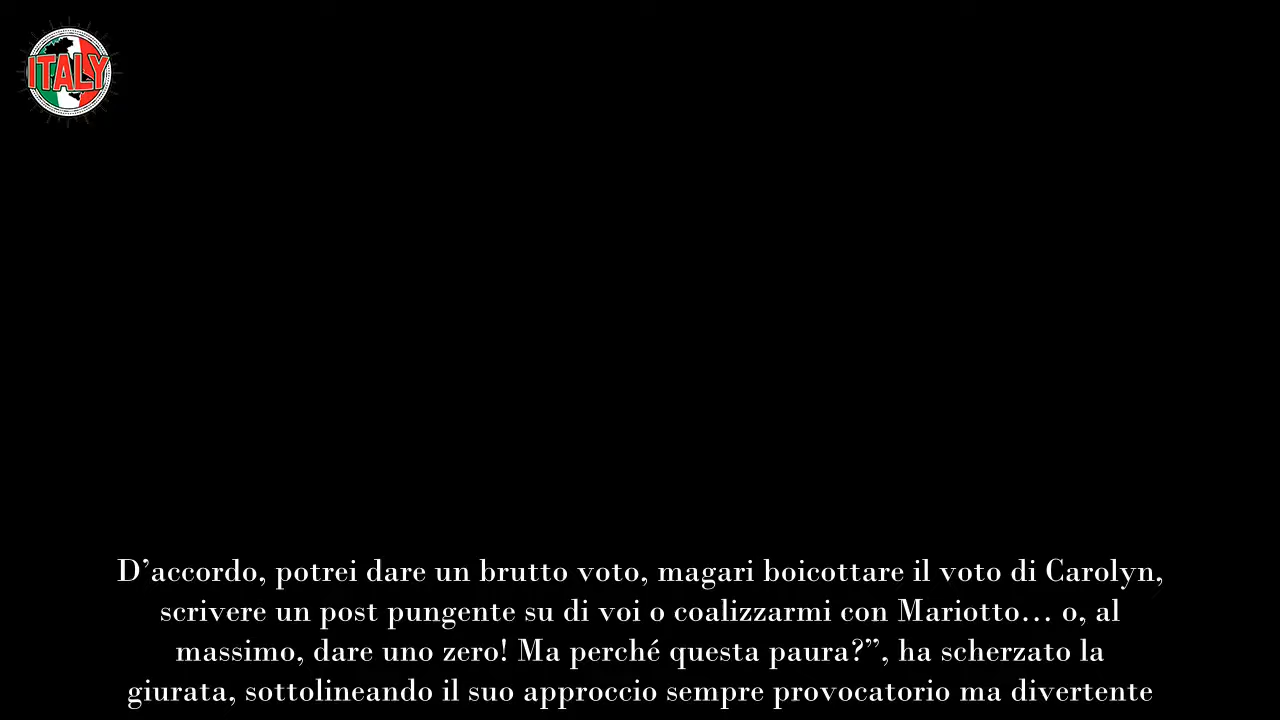 ITALY
D’accordo, potrei dare un brutto voto, magari boicottare il voto di Carolyn,
scrivere un post pungente su di voi o coalizzarmi con Mariotto… o, al
massimo, dare uno zero! Ma perché questa paura?”, ha scherzato la
giurata, sottolineando il suo approccio sempre provocatorio ma divertente